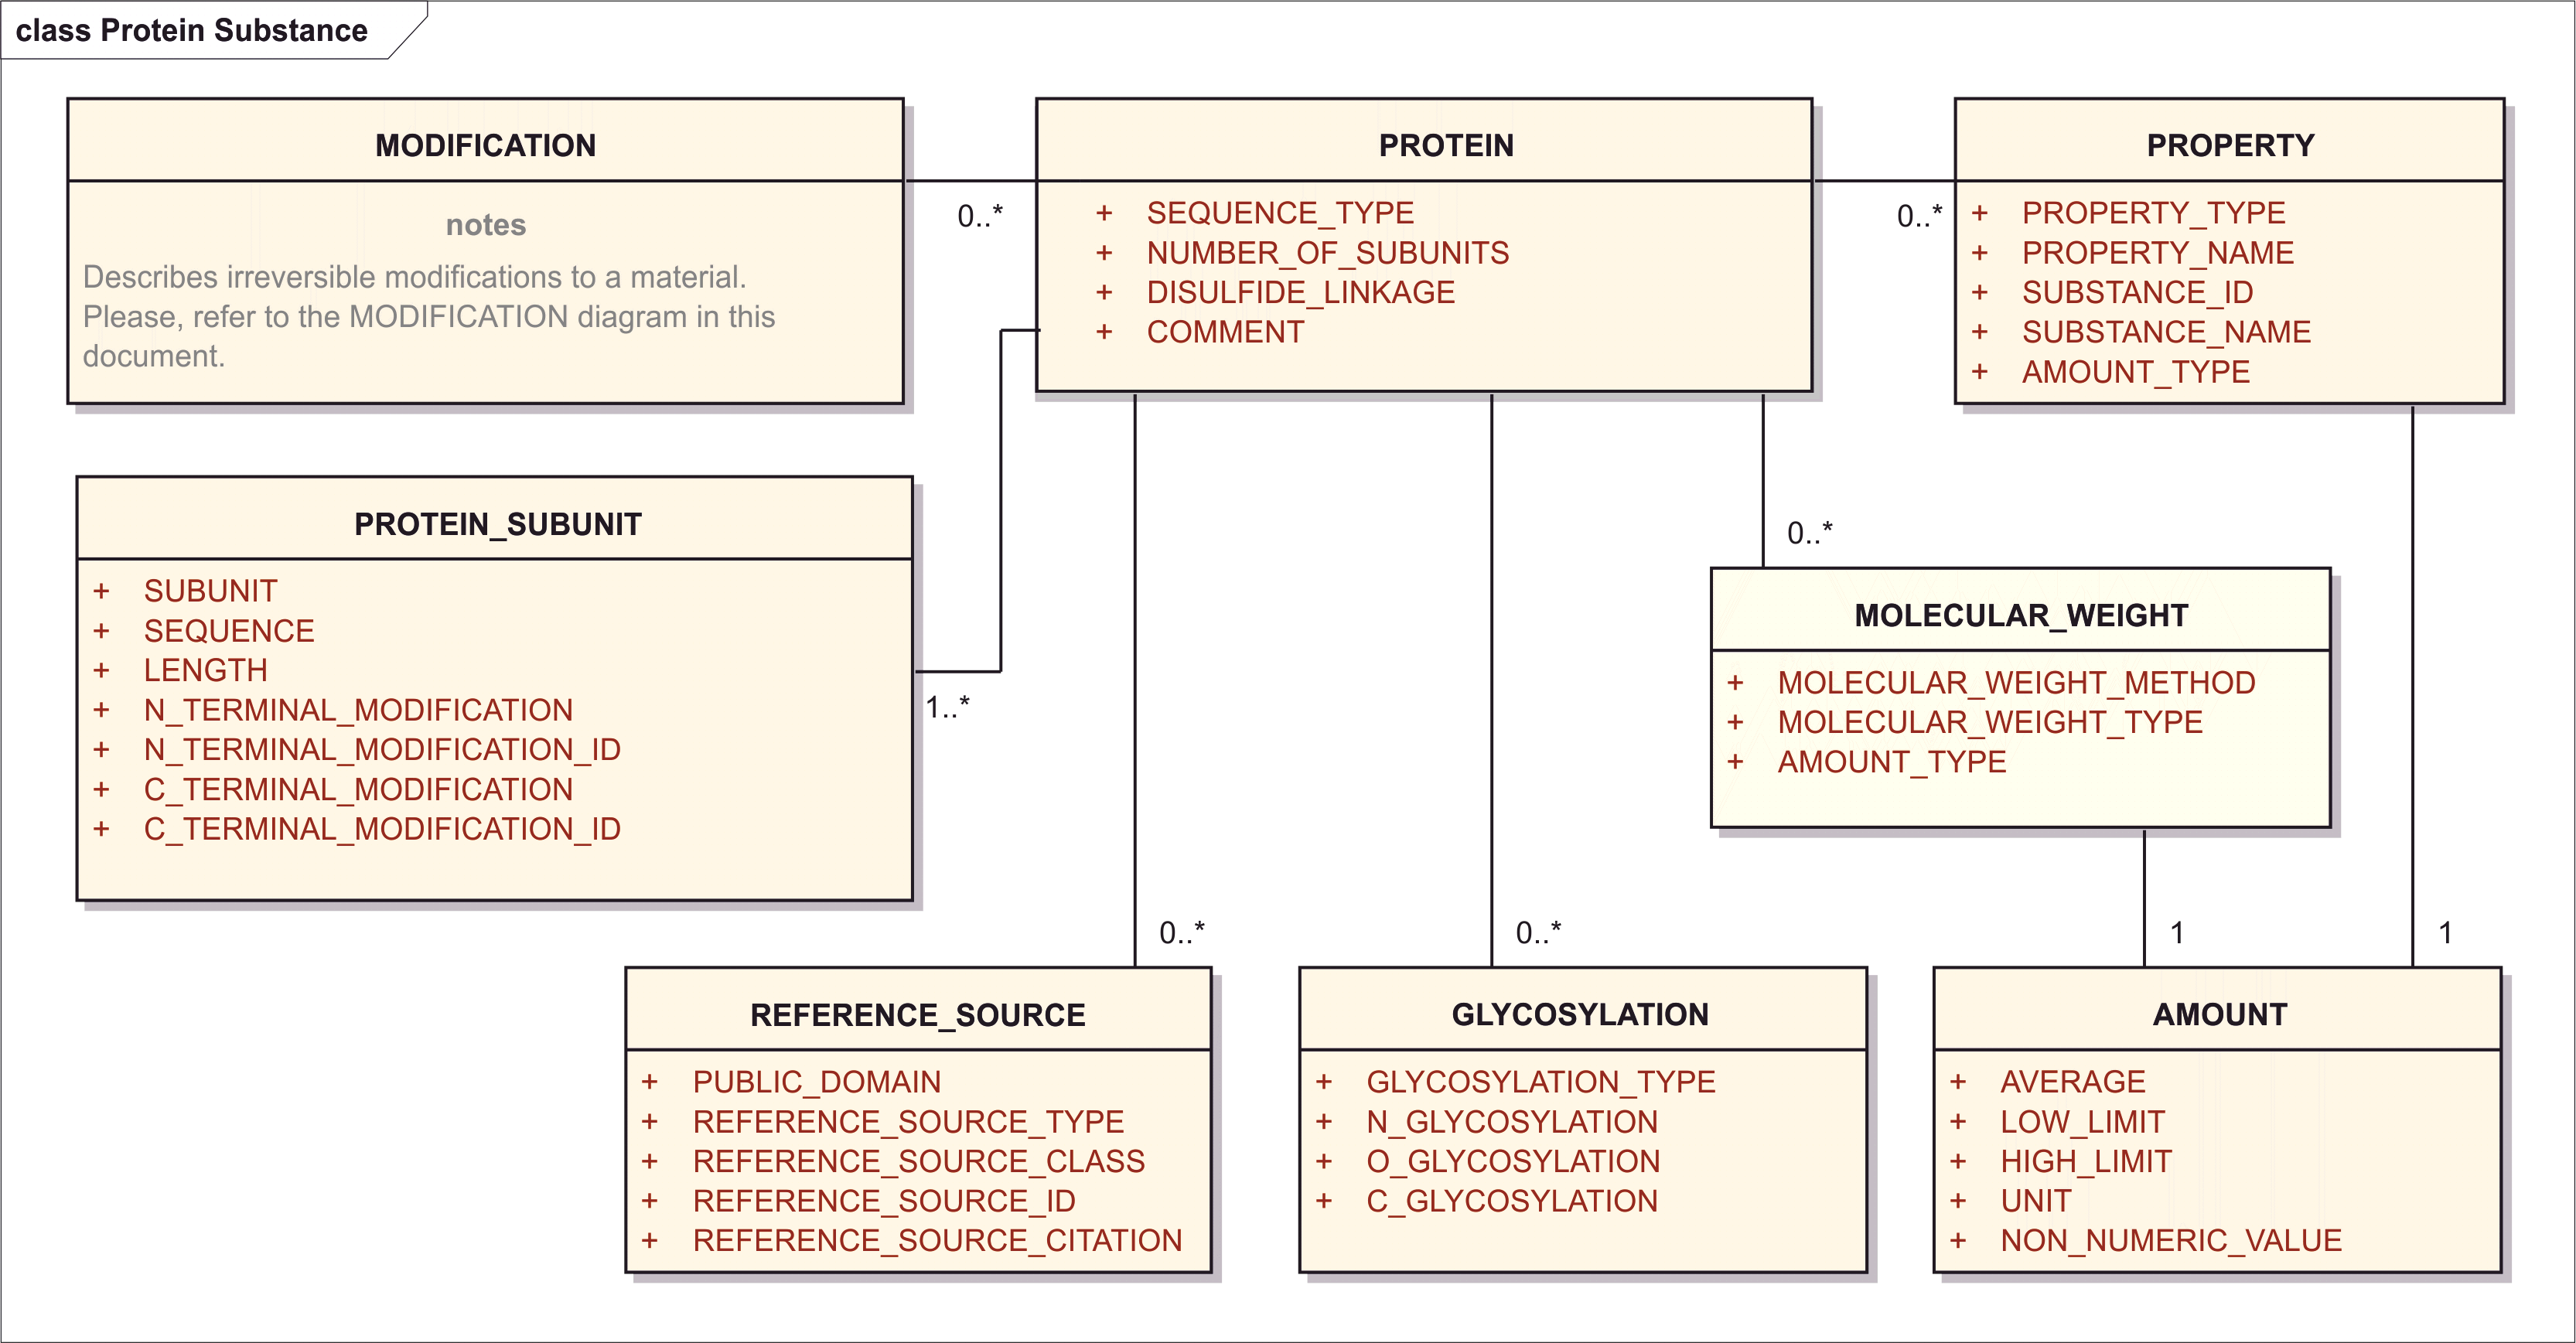 class Protein Substance
MODIFICATION
notes
Describes irreversible modifications to a material.
Please, refer to the MODIFICATION diagram in this
document.
0..*
PROTEIN
+ SEQUENCE_TYPE
+ NUMBER_OF_SUBUNITS
+ DISULFIDE_LINKAGE
+ COMMENT
0..*
PROPERTY
+ PROPERTY_TYPE
+ PROPERTY_NAME
+ SUBSTANCE_ID
+ SUBSTANCE_NAME
+ AMOUNT_TYPE
PROTEIN_SUBUNIT
+ SUBUNIT
+ SEQUENCE
+ LENGTH
+ N_TERMINAL_MODIFICATION
+ N_TERMINAL_MODIFICATION_ID
+ C_TERMINAL_MODIFICATION
+ C_TERMINAL_MODIFICATION_ID
1..*
0..*
MOLECULAR_WEIGHT
+ MOLECULAR_WEIGHT_METHOD
+ MOLECULAR_WEIGHT_TYPE
+ AMOUNT_TYPE
0..*
REFERENCE_SOURCE
+ PUBLIC_DOMAIN
+ REFERENCE_SOURCE_TYPE
+ REFERENCE_SOURCE_CLASS
+ REFERENCE_SOURCE_ID
+ REFERENCE_SOURCE_CITATION
0..*
GLYCOSYLATION
+ GLYCOSYLATION_TYPE
+ N_GLYCOSYLATION
+ O_GLYCOSYLATION
+ C_GLYCOSYLATION
1
1
AMOUNT
+ AVERAGE
+ LOW_LIMIT
+ HIGH_LIMIT
+ UNIT
+ NON_NUMERIC_VALUE